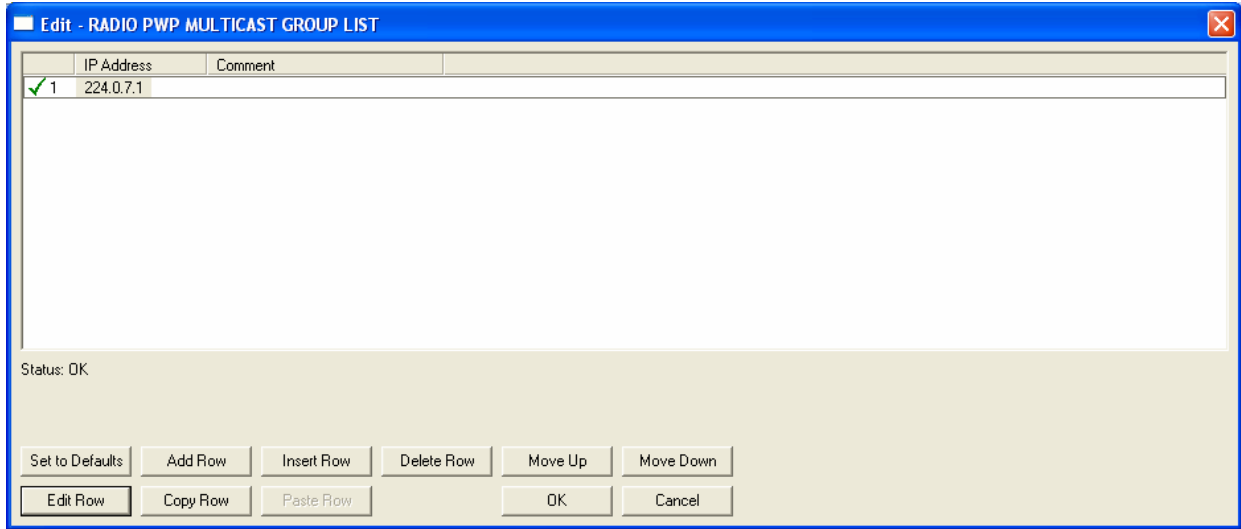 Edit - RADIO PWP MULTICAST GROUP LIST
IP Address Comment
1 224.0.7.1
Status: OK
Set to Defaults Add Row Insert Row Delete Row Move Up Move Down
Edit Row Copy Row Paste Row OK Cancel